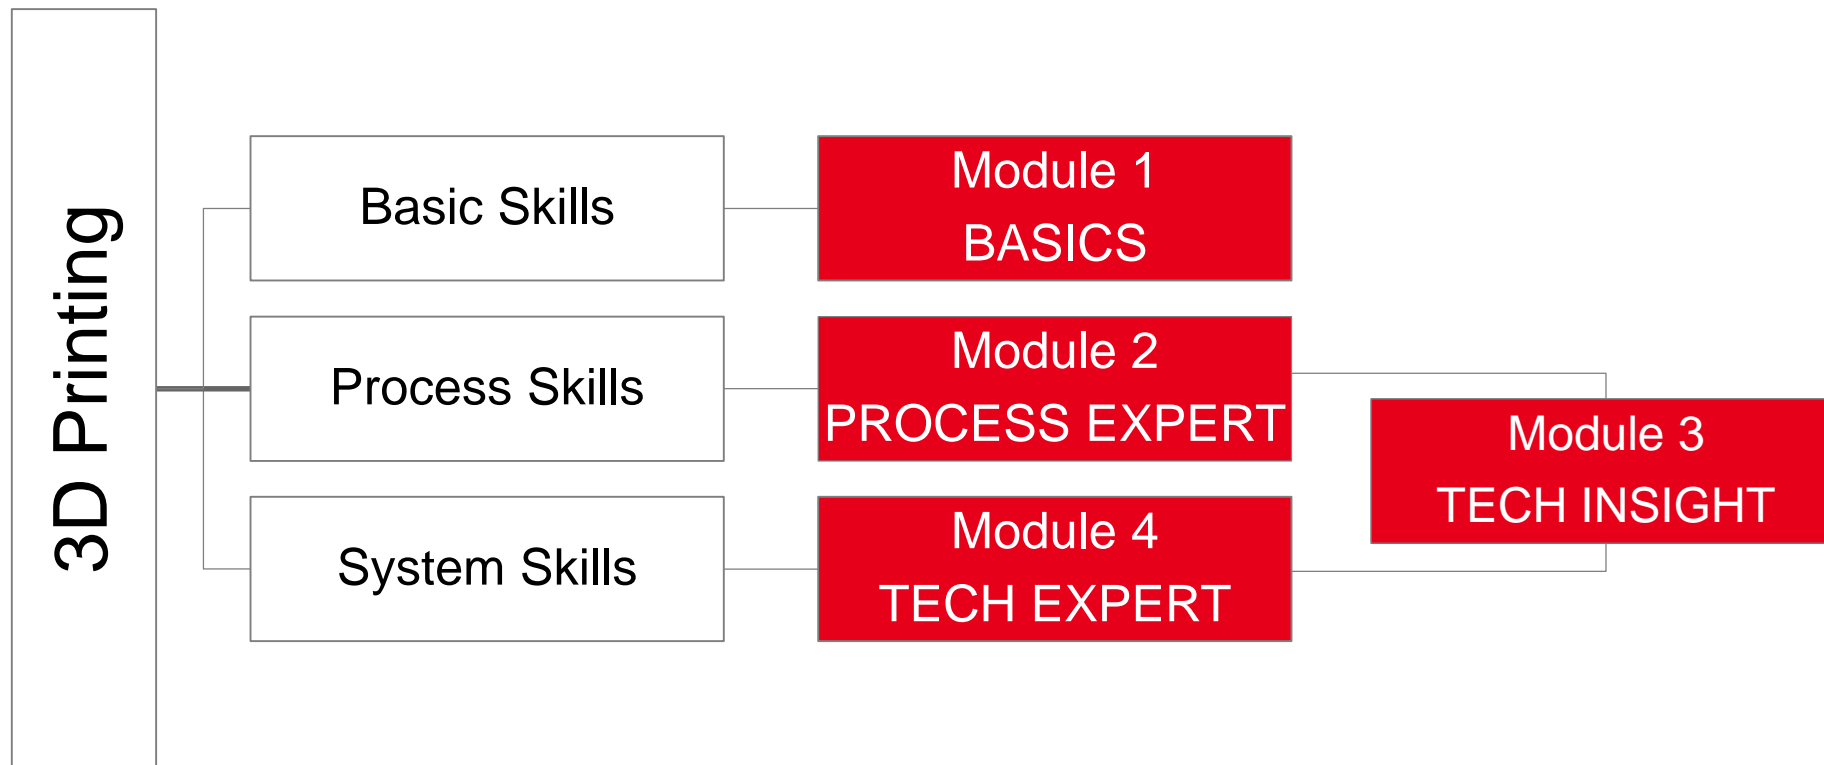 3D Printing
Basic Skills
Module 1
BASICS
Process Skills
Module 2
PROCESS EXPERT
Module 3
TECH INSIGHT
System Skills
Module 4
TECH EXPERT